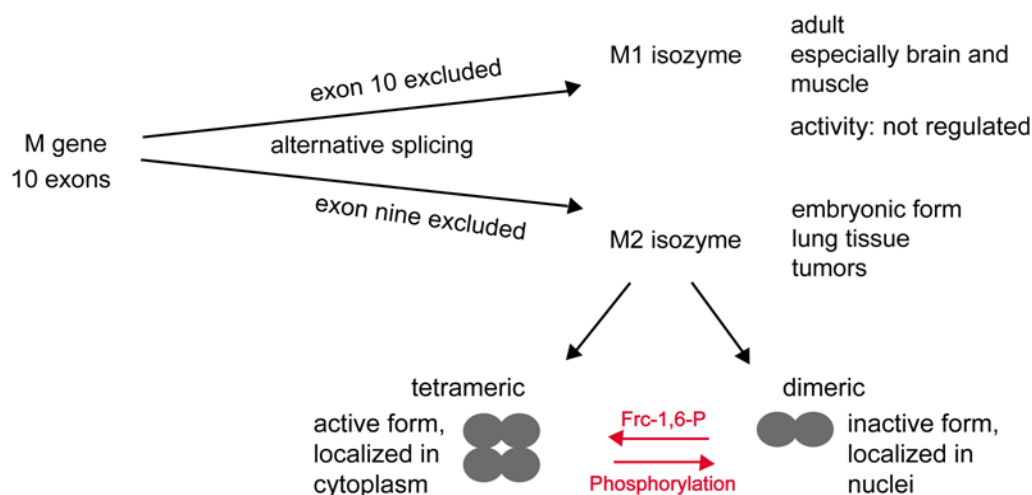 M gene
10 exons
exon 10 excluded
alternative splicing
exon nine excluded
M1 isozyme
adult
especially brain and
muscle
activity: not regulated
M2 isozyme
embryonic form
lung tissue
tumors
tetrameric
active form,
localized in
cytoplasm
Frc-1,6-P
Phosphorylation
dimeric
inactive form,
localized in
nuclei